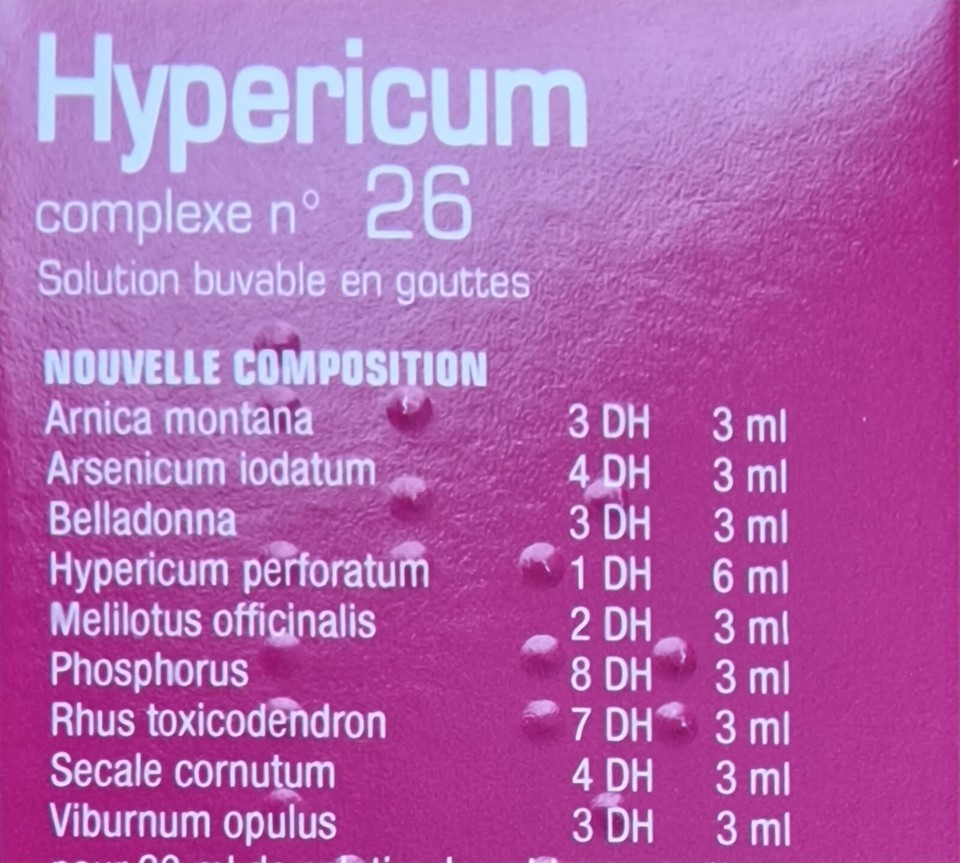 Hypericum
complexe n° 26
Solution buvable en gouttes
NOUVELLE COMPOSITION
Arnica montana 3 DH 3 ml
Arsenicum iodatum 4 DH 3 ml
Belladonna 3 DH 3 ml
Hypericum perforatum 1 DH 6 ml
Melilotus officinalis 2 DH 3 ml
Phosphorus 8 DH 3 ml
Rhus toxicodendron 7 DH 3 ml
Secale cornutum 4 DH 3 ml
Viburnum opulus 3 DH 3 ml